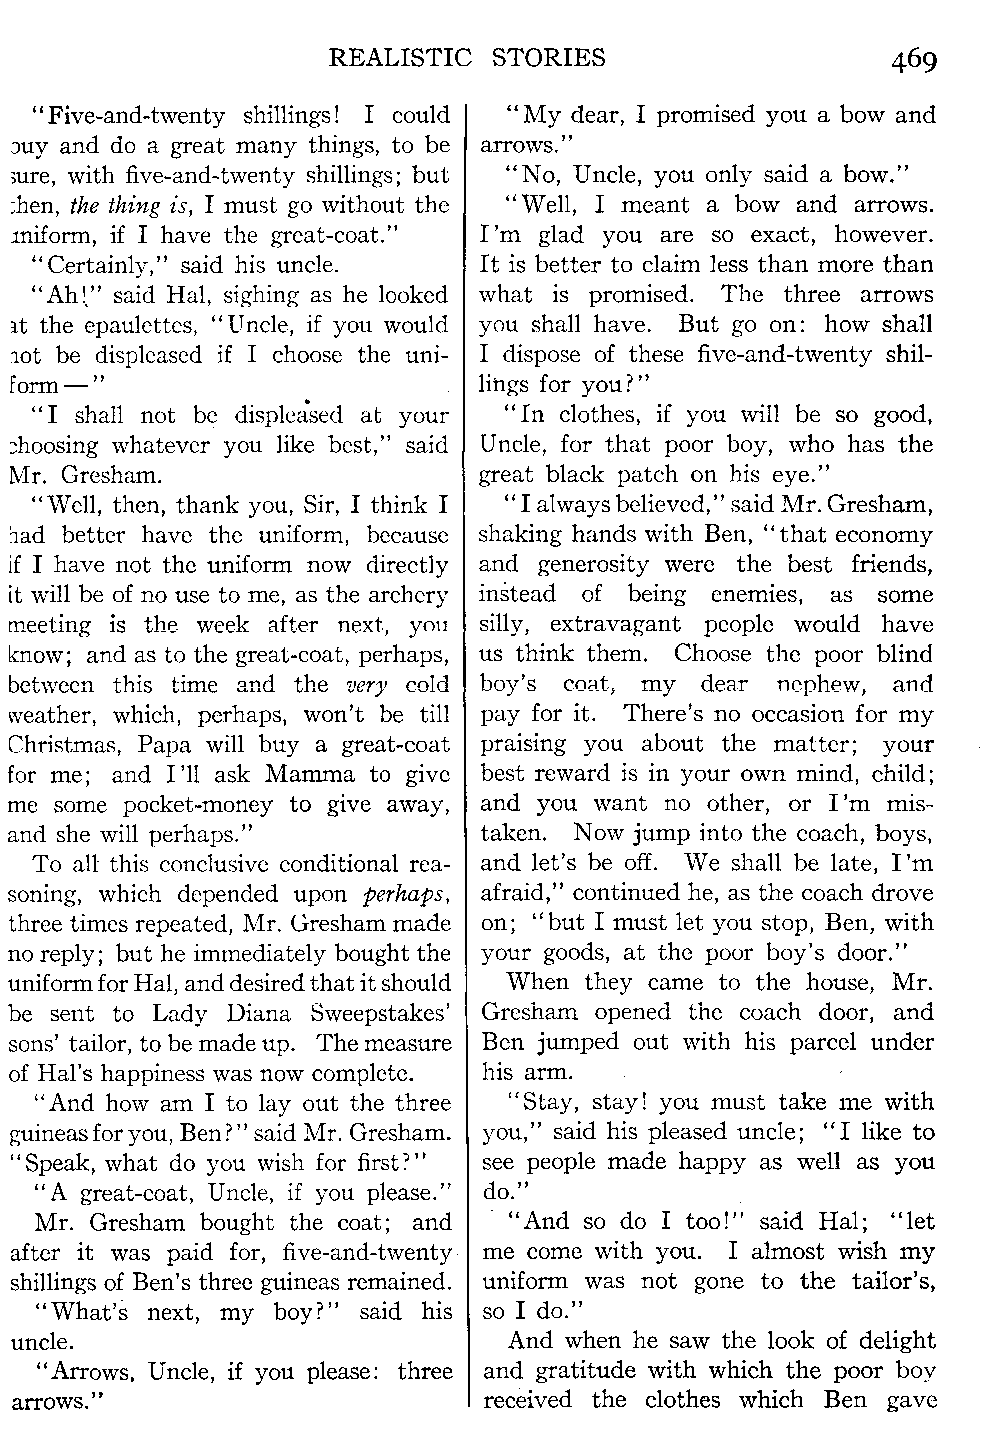 REALISTIC STORIES
469
"Five-and-twenty shillings! I could
buy and do a great many things, to be
sure, with five-and-twenty shillings; but
then, the thing is, I must go without the
uniform, if I have the great-coat."
"Certainly," said his uncle.
"Ah!" said Hal, sighing as he looked
at the epaulettes, "Uncle, if you would
not be displeased if I choose the uni-
form—"
"I shall not be displeased at your
choosing whatever you like best," said
Mr. Gresham.
"Well, then, thank you, Sir, I think I
had better have the uniform, because
if I have not the uniform now directly
it will be of no use to me, as the archery
meeting is the week after next, you
know; and as to the great-coat, perhaps,
between this time and the very cold
weather, which, perhaps, won't be till
Christmas, Papa will buy a great-coat
for me; and I'll ask Mamma to give
me some pocket-money to give away,
and she will perhaps."
To all this conclusive conditional rea-
soning, which depended upon perhaps,
three times repeated, Mr. Gresham made
no reply; but he immediately bought the
uniform for Hal, and desired that it should
be sent to Lady Diana Sweepstakes'
sons' tailor, to be made up. The measure
of Hal's happiness was now complete.
"And how am I to lay out the three
guineas for you, Ben?" said Mr. Gresham.
"Speak, what do you wish for first?"
"A great-coat, Uncle, if you please."
Mr. Gresham bought the coat; and
after it was paid for, five-and-twenty
shillings of Ben's three guineas remained.
"What's next, my boy?" said his
uncle.
"Arrows, Uncle, if you please: three
arrows."
"My dear, I promised you a bow and
arrows."
"No, Uncle, you only said a bow."
"Well, I meant a bow and arrows.
I'm glad you are so exact, however.
It is better to claim less than more than
what is promised. The three arrows
you shall have. But go on: how shall
I dispose of these five-and-twenty shil-
lings for you?"
"In clothes, if you will be so good,
Uncle, for that poor boy, who has the
great black patch on his eye."
"I always believed," said Mr. Gresham,
shaking hands with Ben, "that economy
and generosity were the best friends,
instead of being enemies, as some
silly, extravagant people would have
us think them. Choose the poor blind
boy's coat, my dear nephew, and
pay for it. There's no occasion for my
praising you about the matter; your
best reward is in your own mind, child;
and you want no other, or I'm mis-
taken. Now jump into the coach, boys,
and let's be off. We shall be late, I'm
afraid," continued he, as the coach drove
on; "but I must let you stop, Ben, with
your goods, at the poor boy's door."
When they came to the house, Mr.
Gresham opened the coach door, and
Ben jumped out with his parcel under
his arm.
"Stay, stay! you must take me with
you," said his pleased uncle; "I like to
see people made happy as well as you
do."
"And so do I too!" said Hal; "let
me come with you. I almost wish my
uniform was not gone to the tailor's,
so I do."
And when he saw the look of delight
and gratitude with which the poor boy
received the clothes which Ben gave